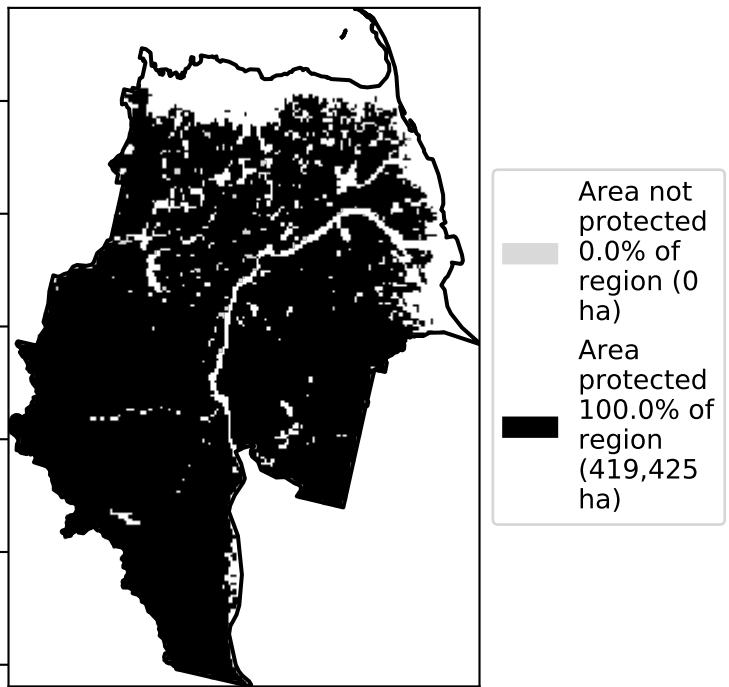 Area not
protected
0.0% of
region (0
ha)
Area
protected
100.0% of
region
(419,425
ha)